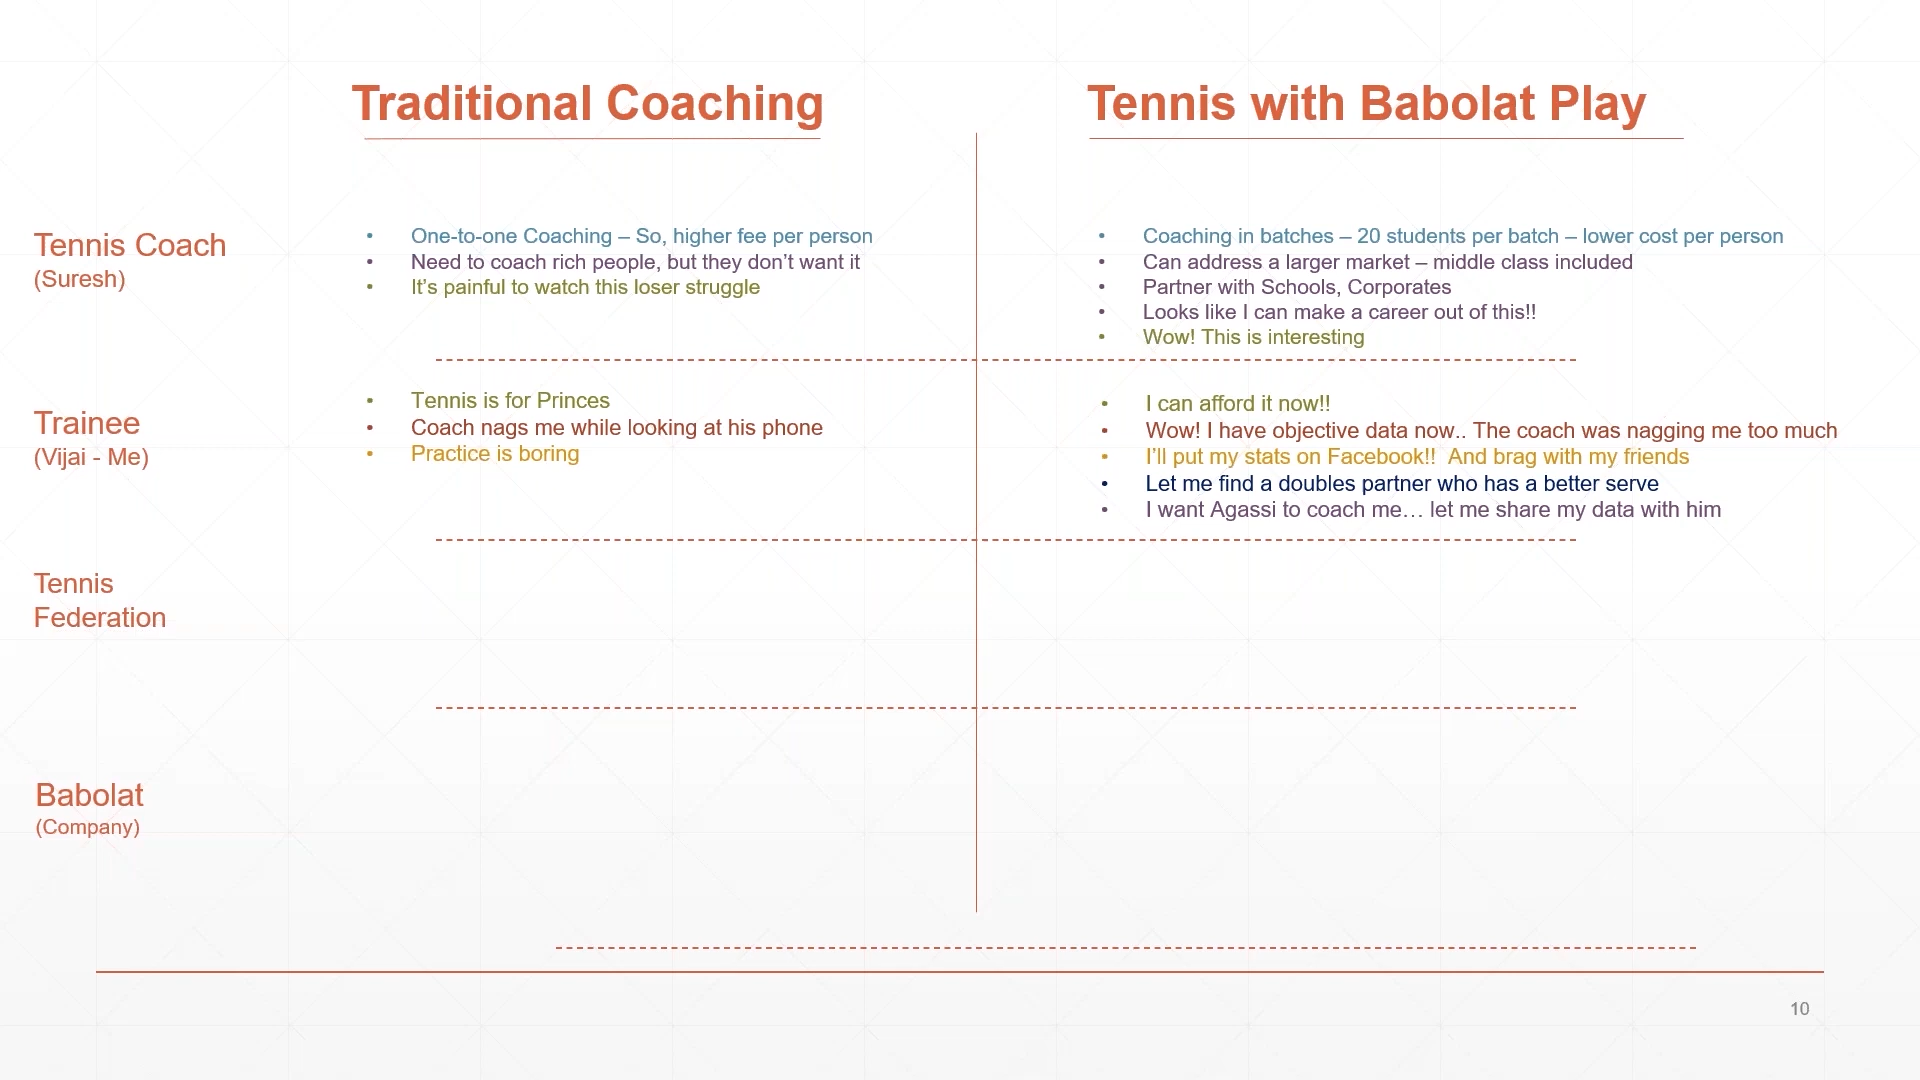 Traditional Coaching
Tennis with Babolat Play
Tennis Coach
(Suresh)
• One-to-one Coaching – So, higher fee per person
• Need to coach rich people, but they don’t want it
• It’s painful to watch this loser struggle
• Coaching in batches – 20 students per batch – lower cost per person
• Can address a larger market – middle class included
• Partner with Schools, Corporates
• Looks like I can make a career out of this!!
• Wow! This is interesting
Trainee
(Vijai - Me)
• Tennis is for Princes
• Coach nags me while looking at his phone
• Practice is boring
• I can afford it now!!
• Wow! I have objective data now.. The coach was nagging me too much
• I’ll put my stats on Facebook!!  And brag with my friends
• Let me find a doubles partner who has a better serve
• I want Agassi to coach me… let me share my data with him
Tennis
Federation
Babolat
(Company)
10